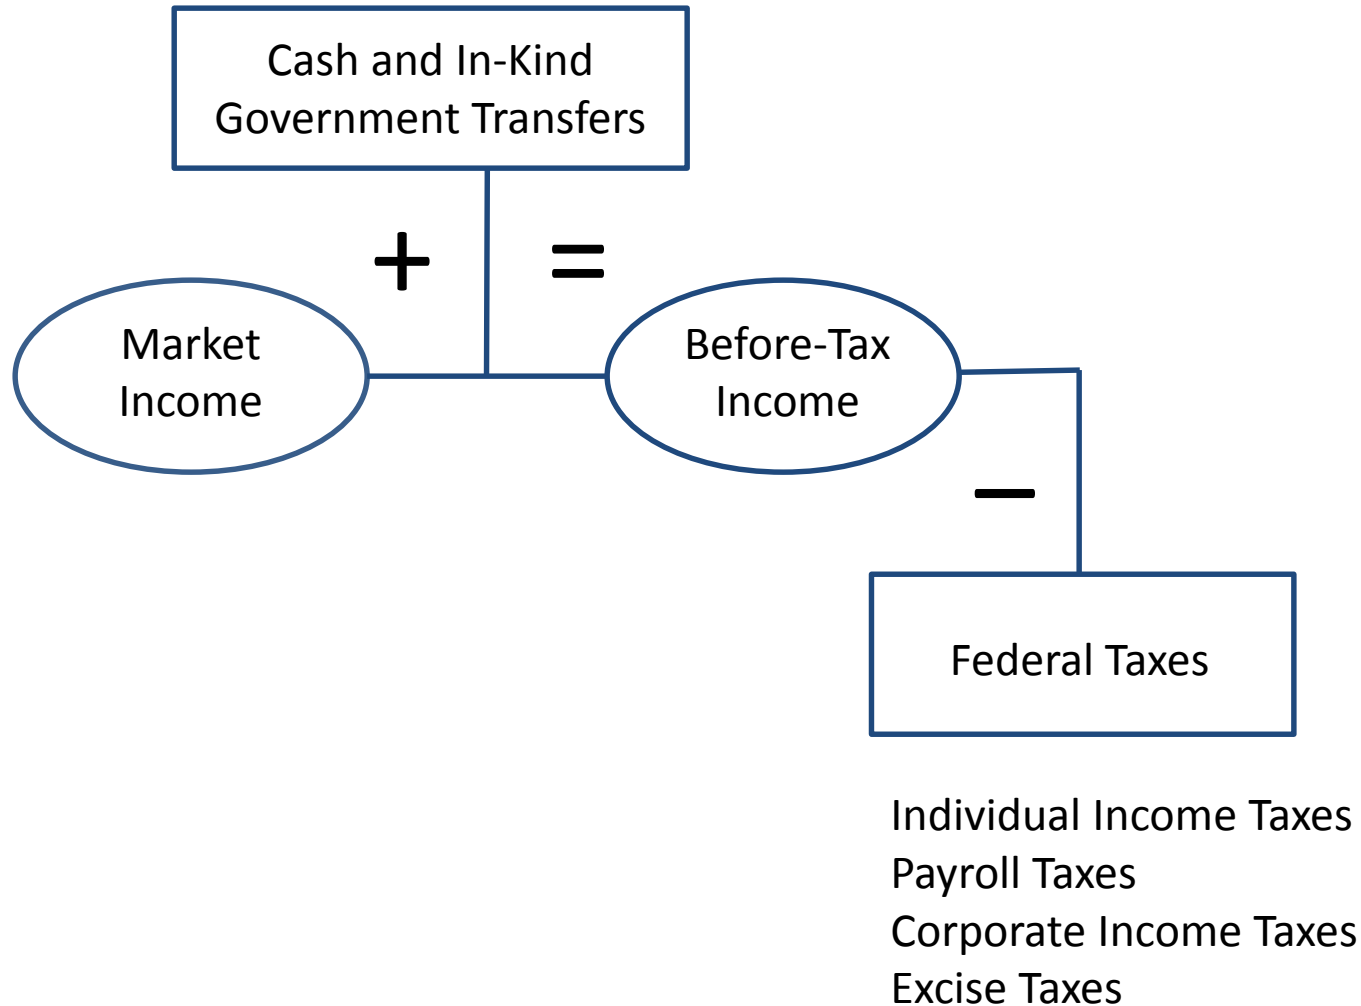 Cash and In-Kind
Government Transfers
+ =
Market
Income
Before-Tax
Income
–
Federal Taxes
Individual Income Taxes
Payroll Taxes
Corporate Income Taxes
Excise Taxes